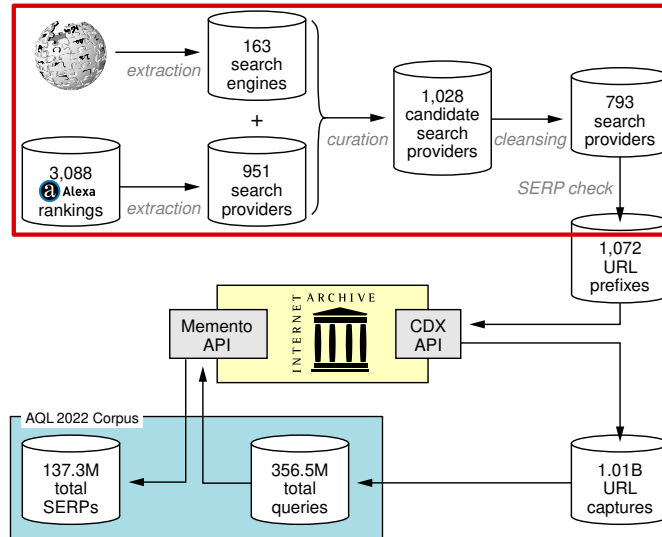 163
search
engines
extraction
+
3,088
Alexa
rankings
extraction
951
search
providers
curation
1,028
candidate
search
providers
cleansing
793
search
providers
SERP check
1,072
URL
prefixes
INTERNET
ARCHIVE
Memento
API
CDX
API
AQL 2022 Corpus
137.3M
total
SERPs
356.5M
total
queries
1.01B
URL
captures